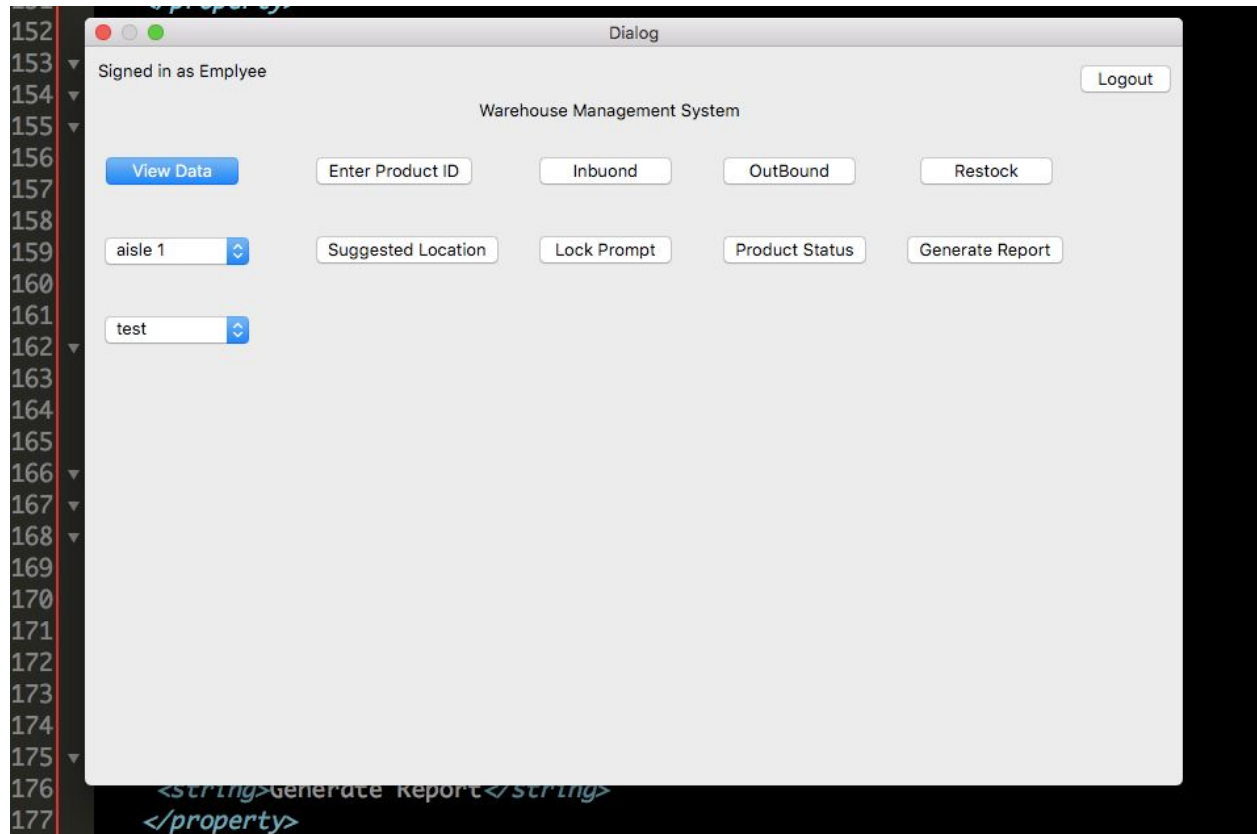 151 </property>
152 Dialog
153 Signed in as Emplyee Logout
154
155 Warehouse Management System
156 View Data Enter Product ID Inbuond OutBound Restock
157
158
159 aisle 1 Suggested Location Lock Prompt Product Status Generate Report
160
161 test
162
163
164
165
166
167
168
169
170
171
172
173
174
175
176 <string>Generate Report</string>
177 </property>